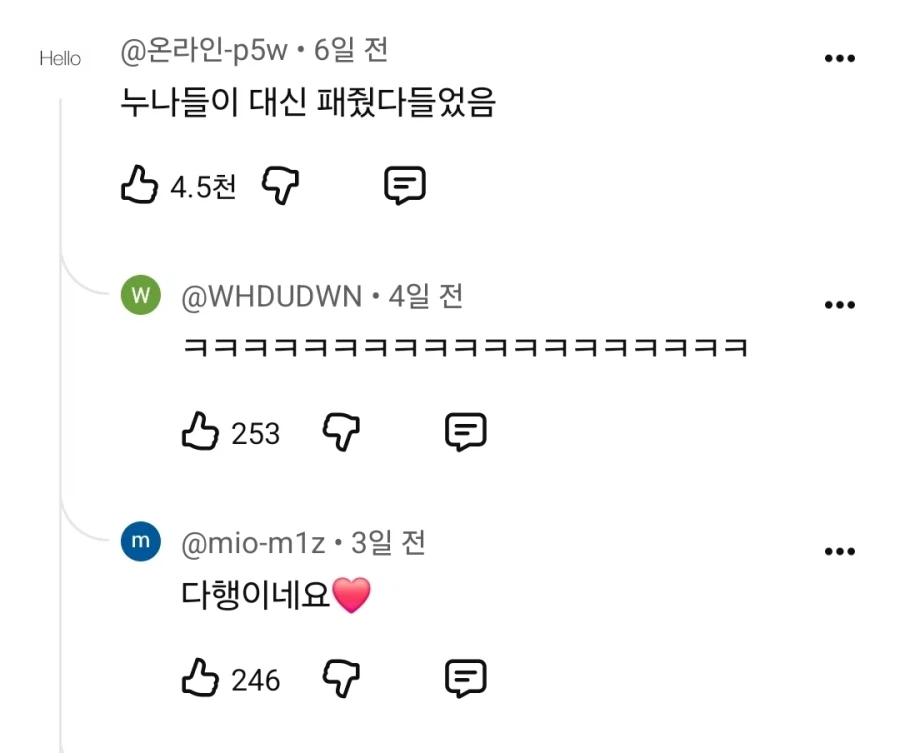 Hello
@온라인-p5w • 6일 전
누나들이 대신 패줬다들었음
4.5천
W
@WHDUDWN • 4일 전
ㅋㅋㅋㅋㅋㅋㅋㅋㅋㅋㅋㅋㅋㅋㅋㅋㅋㅋㅋ
253
m
@mio-m1z • 3일 전
다행이네요❤️
246